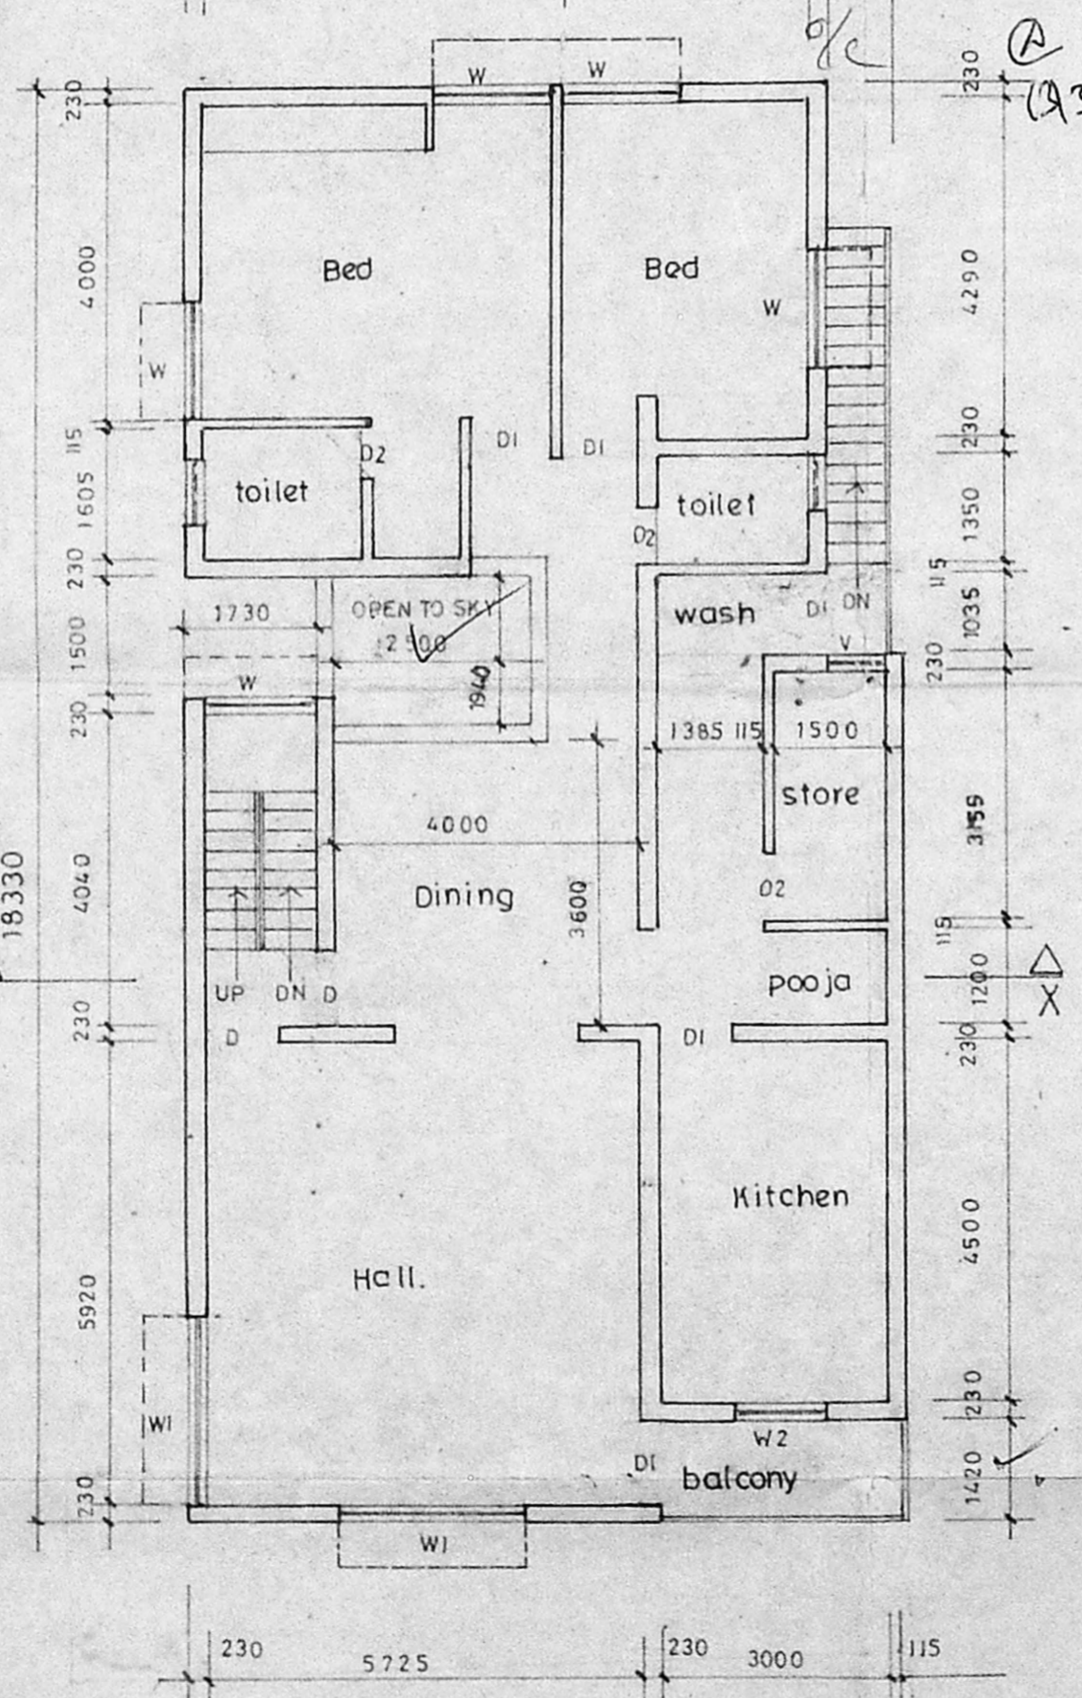 o/c
A
230
W
W
230
4000
Bed
Bed
4290
W
W
115
D1
D1
230
D2
1605
toilet
toilet
1350
D2
230
115
1730
OPEN TO SKY
wash
D1
DN
1035
2500
1500
V
230
W
1940
230
1385
115
1500
store
3155
4000
18330
4040
Dining
3600
D2
115
pooja
1200
UP
DN
D
X
230
D
D1
230
Kitchen
4500
Hall.
5920
230
W1
W2
D1
balcony
1420
230
W1
230
5725
230
3000
115